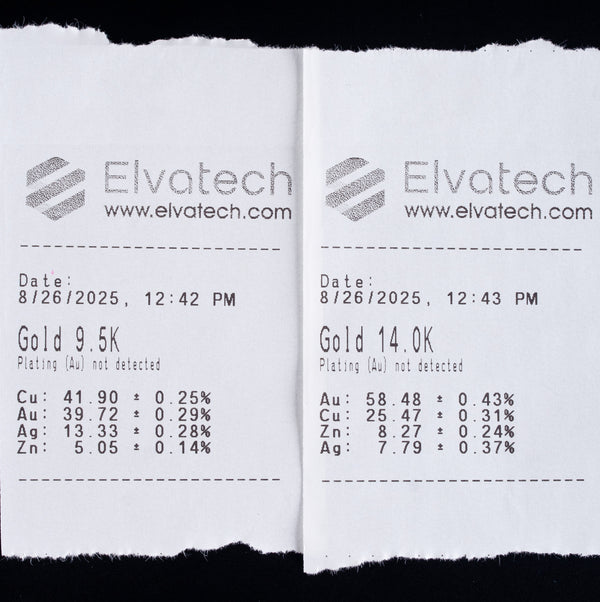 Elvatech
www.elvatech.com
--------------------------
Date:
8/26/2025, 12:42 PM
Gold 9.5K
Plating (Au) not detected
Cu: 41.90 ± 0.25%
Au: 39.72 ± 0.29%
Ag: 13.33 ± 0.28%
Zn: 5.05 ± 0.14%
--------------------------
Elvatech
www.elvatech.com
--------------------------
Date:
8/26/2025, 12:43 PM
Gold 14.0K
Plating (Au) not detected
Au: 58.48 ± 0.43%
Cu: 25.47 ± 0.31%
Zn: 8.27 ± 0.24%
Ag: 7.79 ± 0.37%
--------------------------